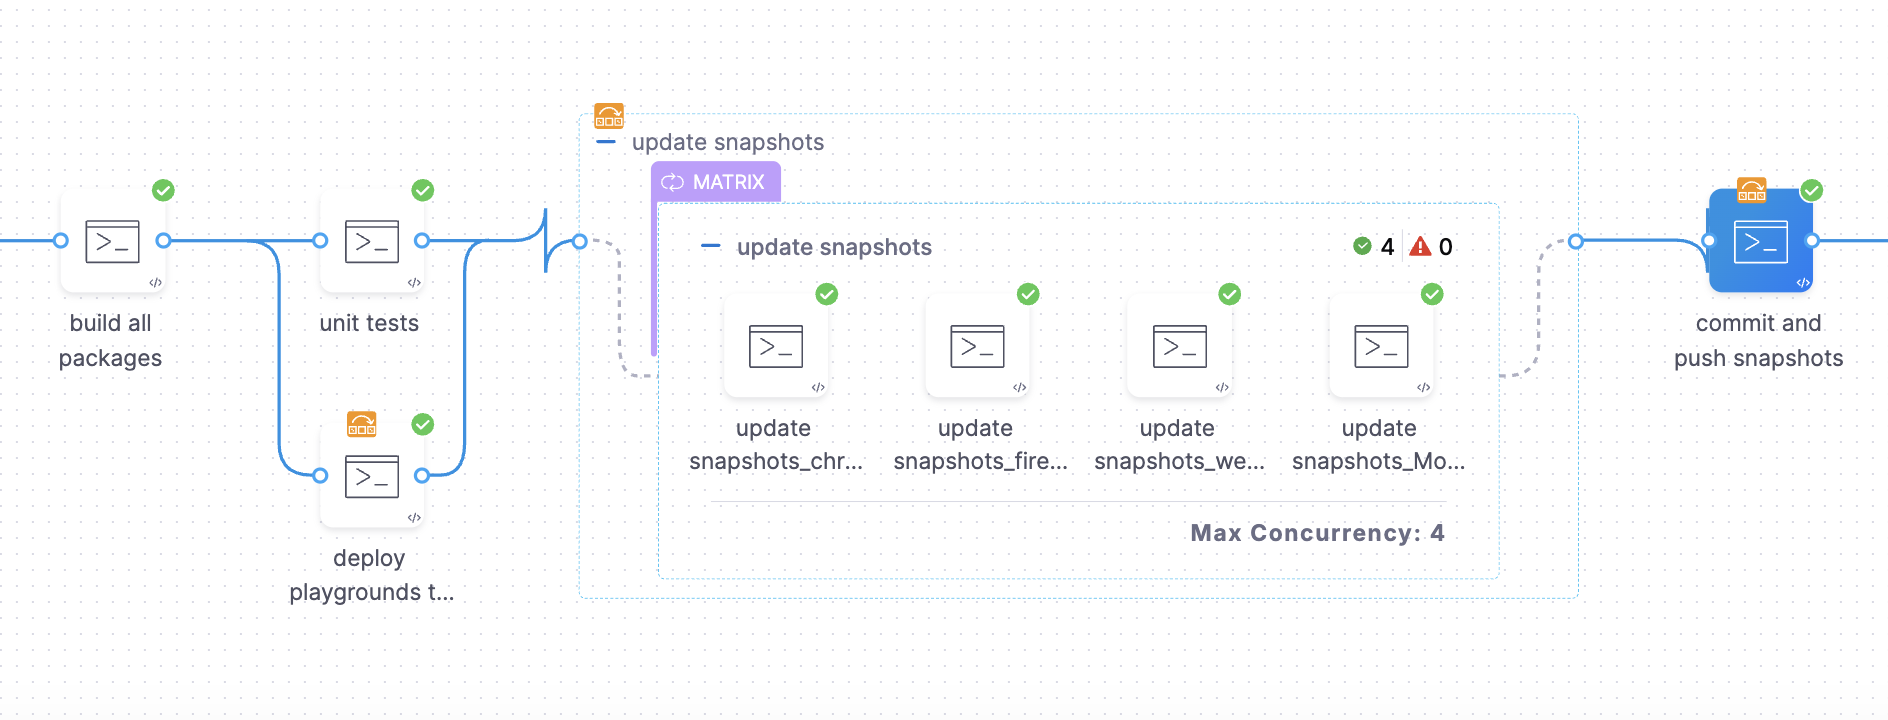 build all
packages
unit tests
deploy
playgrounds t...
update snapshots
MATRIX
update snapshots
4
0
update
snapshots_chr...
update
snapshots_fire...
update
snapshots_we...
update
snapshots_Mo...
Max Concurrency: 4
commit and
push snapshots